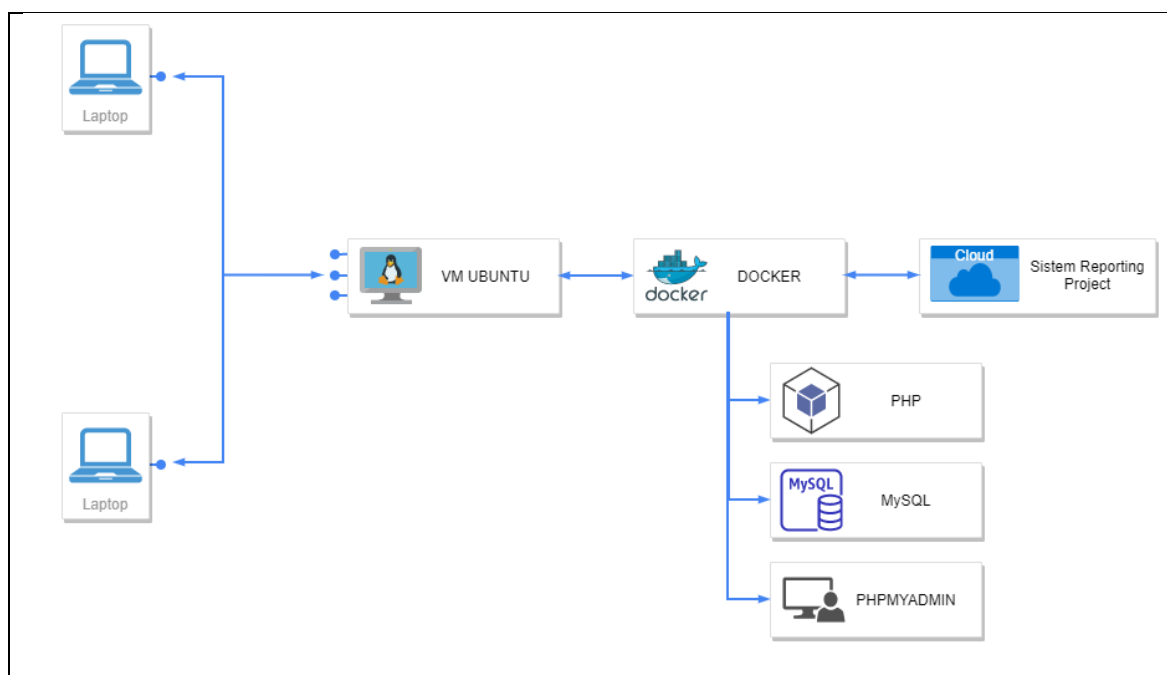 Laptop
VM UBUNTU
docker
DOCKER
Cloud
Sistem Reporting
Project
PHP
MySQL
MySQL
Laptop
PHPMYADMIN